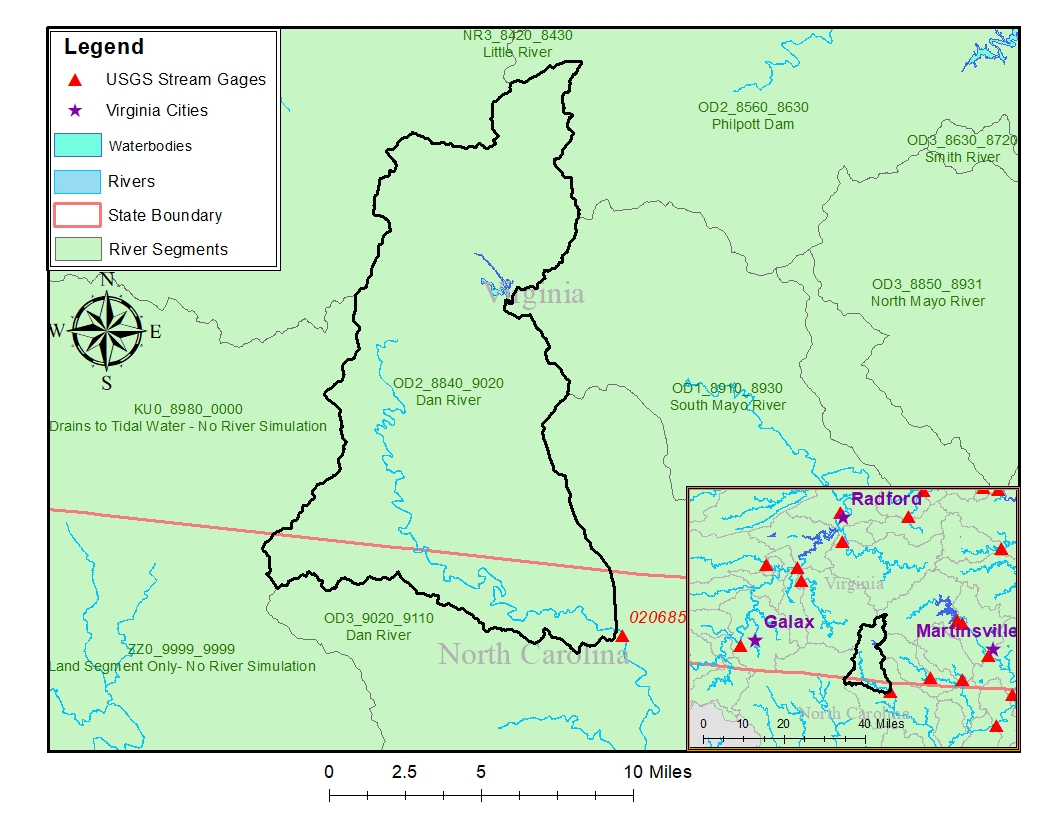 Legend
USGS Stream Gages
Virginia Cities
Waterbodies
Rivers
State Boundary
River Segments
NR3_8420_8430
Little River
OD2_8560_8630
Philpott Dam
OD3_8630_8720
Smith River
N
W
E
S
Virginia
OD3_8850_8931
North Mayo River
OD2_8840_9020
Dan River
OD1_8910_8930
South Mayo River
KU0_8980_0000
Drains to Tidal Water - No River Simulation
OD3_9020_9110
Dan River
020685
North Carolina
ZZ0_9999_9999
Land Segment Only- No River Simulation
Radford
Virginia
Galax
Martinsville
North Carolina
0 10 20 40 Miles
0 2.5 5 10 Miles